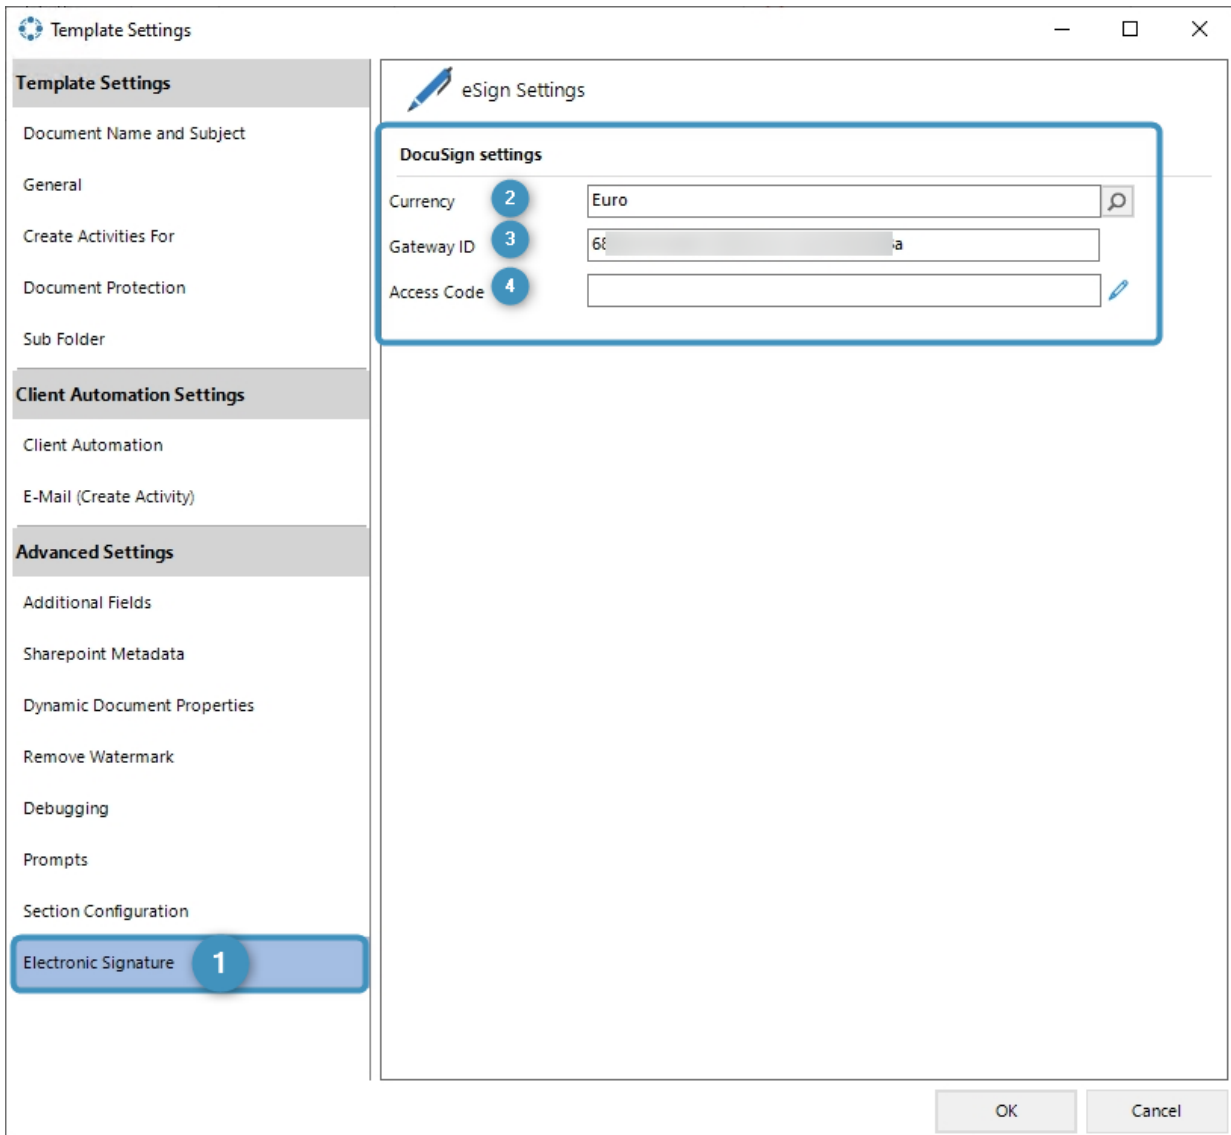 Template Settings
Template Settings
Document Name and Subject
General
Create Activities For
Document Protection
Sub Folder
Client Automation Settings
Client Automation
E-Mail (Create Activity)
Advanced Settings
Additional Fields
Sharepoint Metadata
Dynamic Document Properties
Remove Watermark
Debugging
Prompts
Section Configuration
Electronic Signature 1
eSign Settings
DocuSign settings
Currency 2 Euro
Gateway ID 3
Access Code 4
OK Cancel